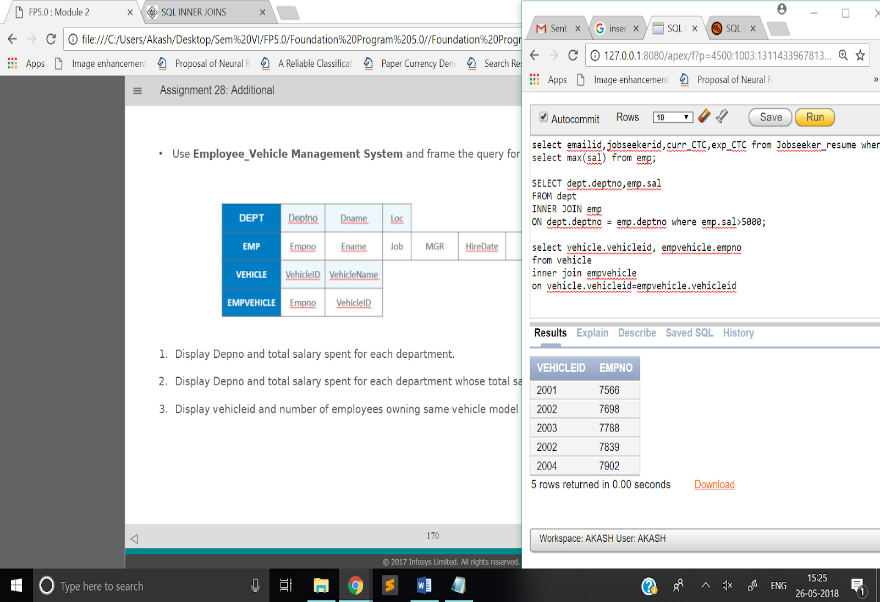 FP5.0 : Module 2
SQL INNER JOINS
file:///C:/Users/Akash/Desktop/Sem%20VI/FP5.0/Foundation%20Program%205.0//Foundation%20Progr
Apps Image enhancement Proposal of Neural A Reliable Classificat Paper Currency Den Search Re
Assignment 28: Additional
• Use Employee_Vehicle Management System and frame the query for
DEPT Deptno Dname Loc
EMP Empno Ename Job MGR HireDate
VEHICLE VehicleID VehicleName
EMPVEHICLE Empno VehicleID
1. Display Depno and total salary spent for each department.
2. Display Depno and total salary spent for each department whose total sa
3. Display vehicleid and number of employees owning same vehicle model
170
© 2017 Infosys Limited. All rights reserved.
Sent inser SQL SQL
127.0.0.1:8080/apex/f?p=4500:1003:1311433967813...
Apps Image enhancement Proposal of Neural
Autocommit Rows 10 Save Run
select emailid,jobseekerid,curr_CTC,exp_CTC from Jobseeker_resume wher
select max(sal) from emp;
SELECT dept.deptno,emp.sal
FROM dept
INNER JOIN emp
ON dept.deptno = emp.deptno where emp.sal>5000;
select vehicle.vehicleid, empvehicle.empno
from vehicle
inner join empvehicle
on vehicle.vehicleid=empvehicle.vehicleid
Results Explain Describe Saved SQL History
VEHICLEID EMPNO
2001 7566
2002 7698
2003 7788
2002 7839
2004 7902
5 rows returned in 0.00 seconds Download
Workspace: AKASH User: AKASH
Type here to search
ENG
15:25
26-05-2018
1